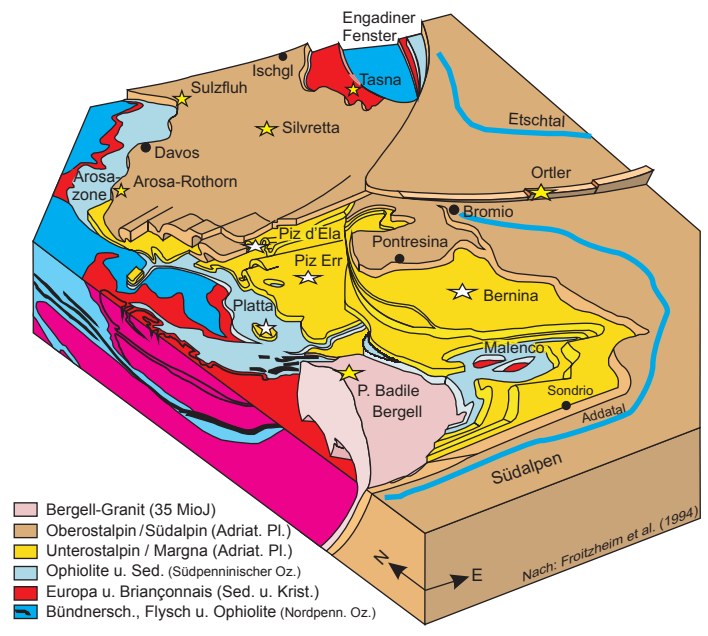 Engadiner
Fenster
Ischgl
Tasna
Sulzfluh
Silvretta
Etschtal
Davos
Ortler
Arosa-
zone
Arosa-Rothorn
Bromio
Piz d'Ela
Pontresina
Piz Err
Bernina
Platta
Malenco
P. Badile
Bergell
Sondrio
Addatal
Südalpen
Bergell-Granit (35 MioJ)
Oberostalpin/Südalpin (Adriat. Pl.)
Unterostalpin / Margna (Adriat. Pl.)
Ophiolite u. Sed. (Südpenninischer Oz.)
Europa u. Briançonnais (Sed. u. Krist.)
Bündnersch., Flysch u. Ophiolite (Nordpenn. Oz.)
N
E
Nach: Froitzheim et al. (1994)